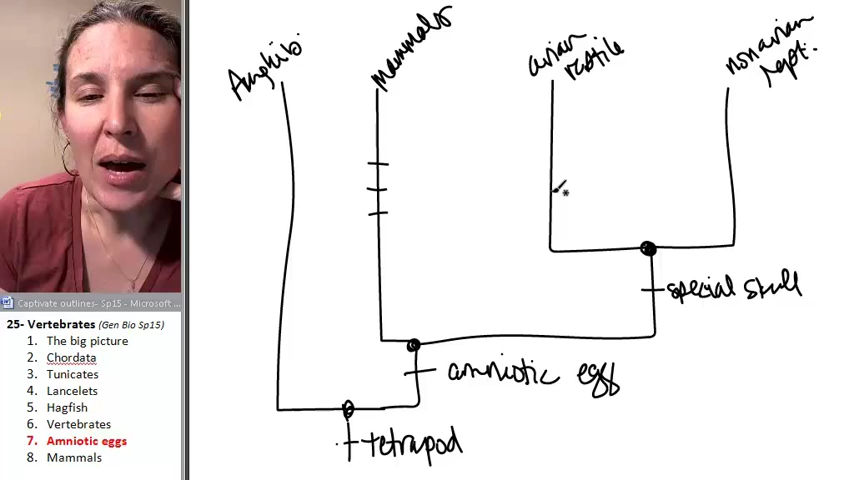 Amphibi.
mammals
avian
reptile
nonavian
rept.
special skull
amniotic egg
tetrapod
Captivate outlines- Sp15 - Microsoft ...
25- Vertebrates (Gen Bio Sp15)
1. The big picture
2. Chordata
3. Tunicates
4. Lancelets
5. Hagfish
6. Vertebrates
7. Amniotic eggs
8. Mammals